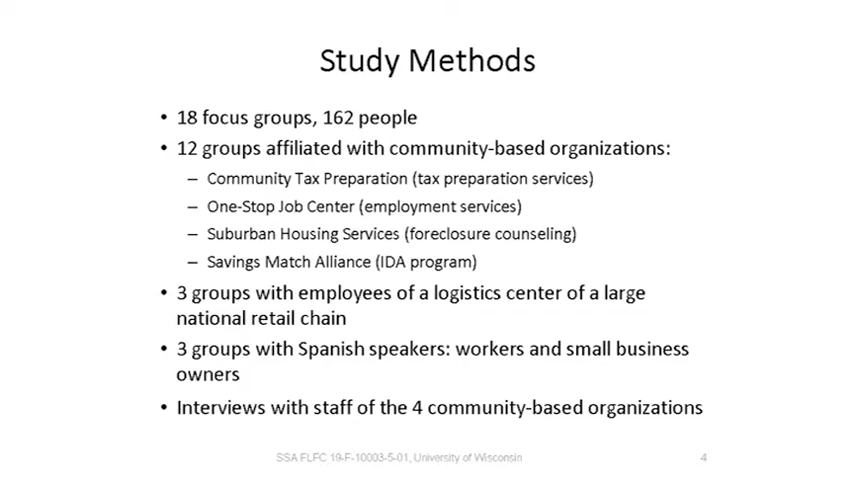 Study Methods
• 18 focus groups, 162 people
• 12 groups affiliated with community-based organizations:
– Community Tax Preparation (tax preparation services)
– One-Stop Job Center (employment services)
– Suburban Housing Services (foreclosure counseling)
– Savings Match Alliance (IDA program)
• 3 groups with employees of a logistics center of a large
national retail chain
• 3 groups with Spanish speakers: workers and small business
owners
• Interviews with staff of the 4 community-based organizations
SSA FLFC 19-F-10003-5-01, University of Wisconsin 4